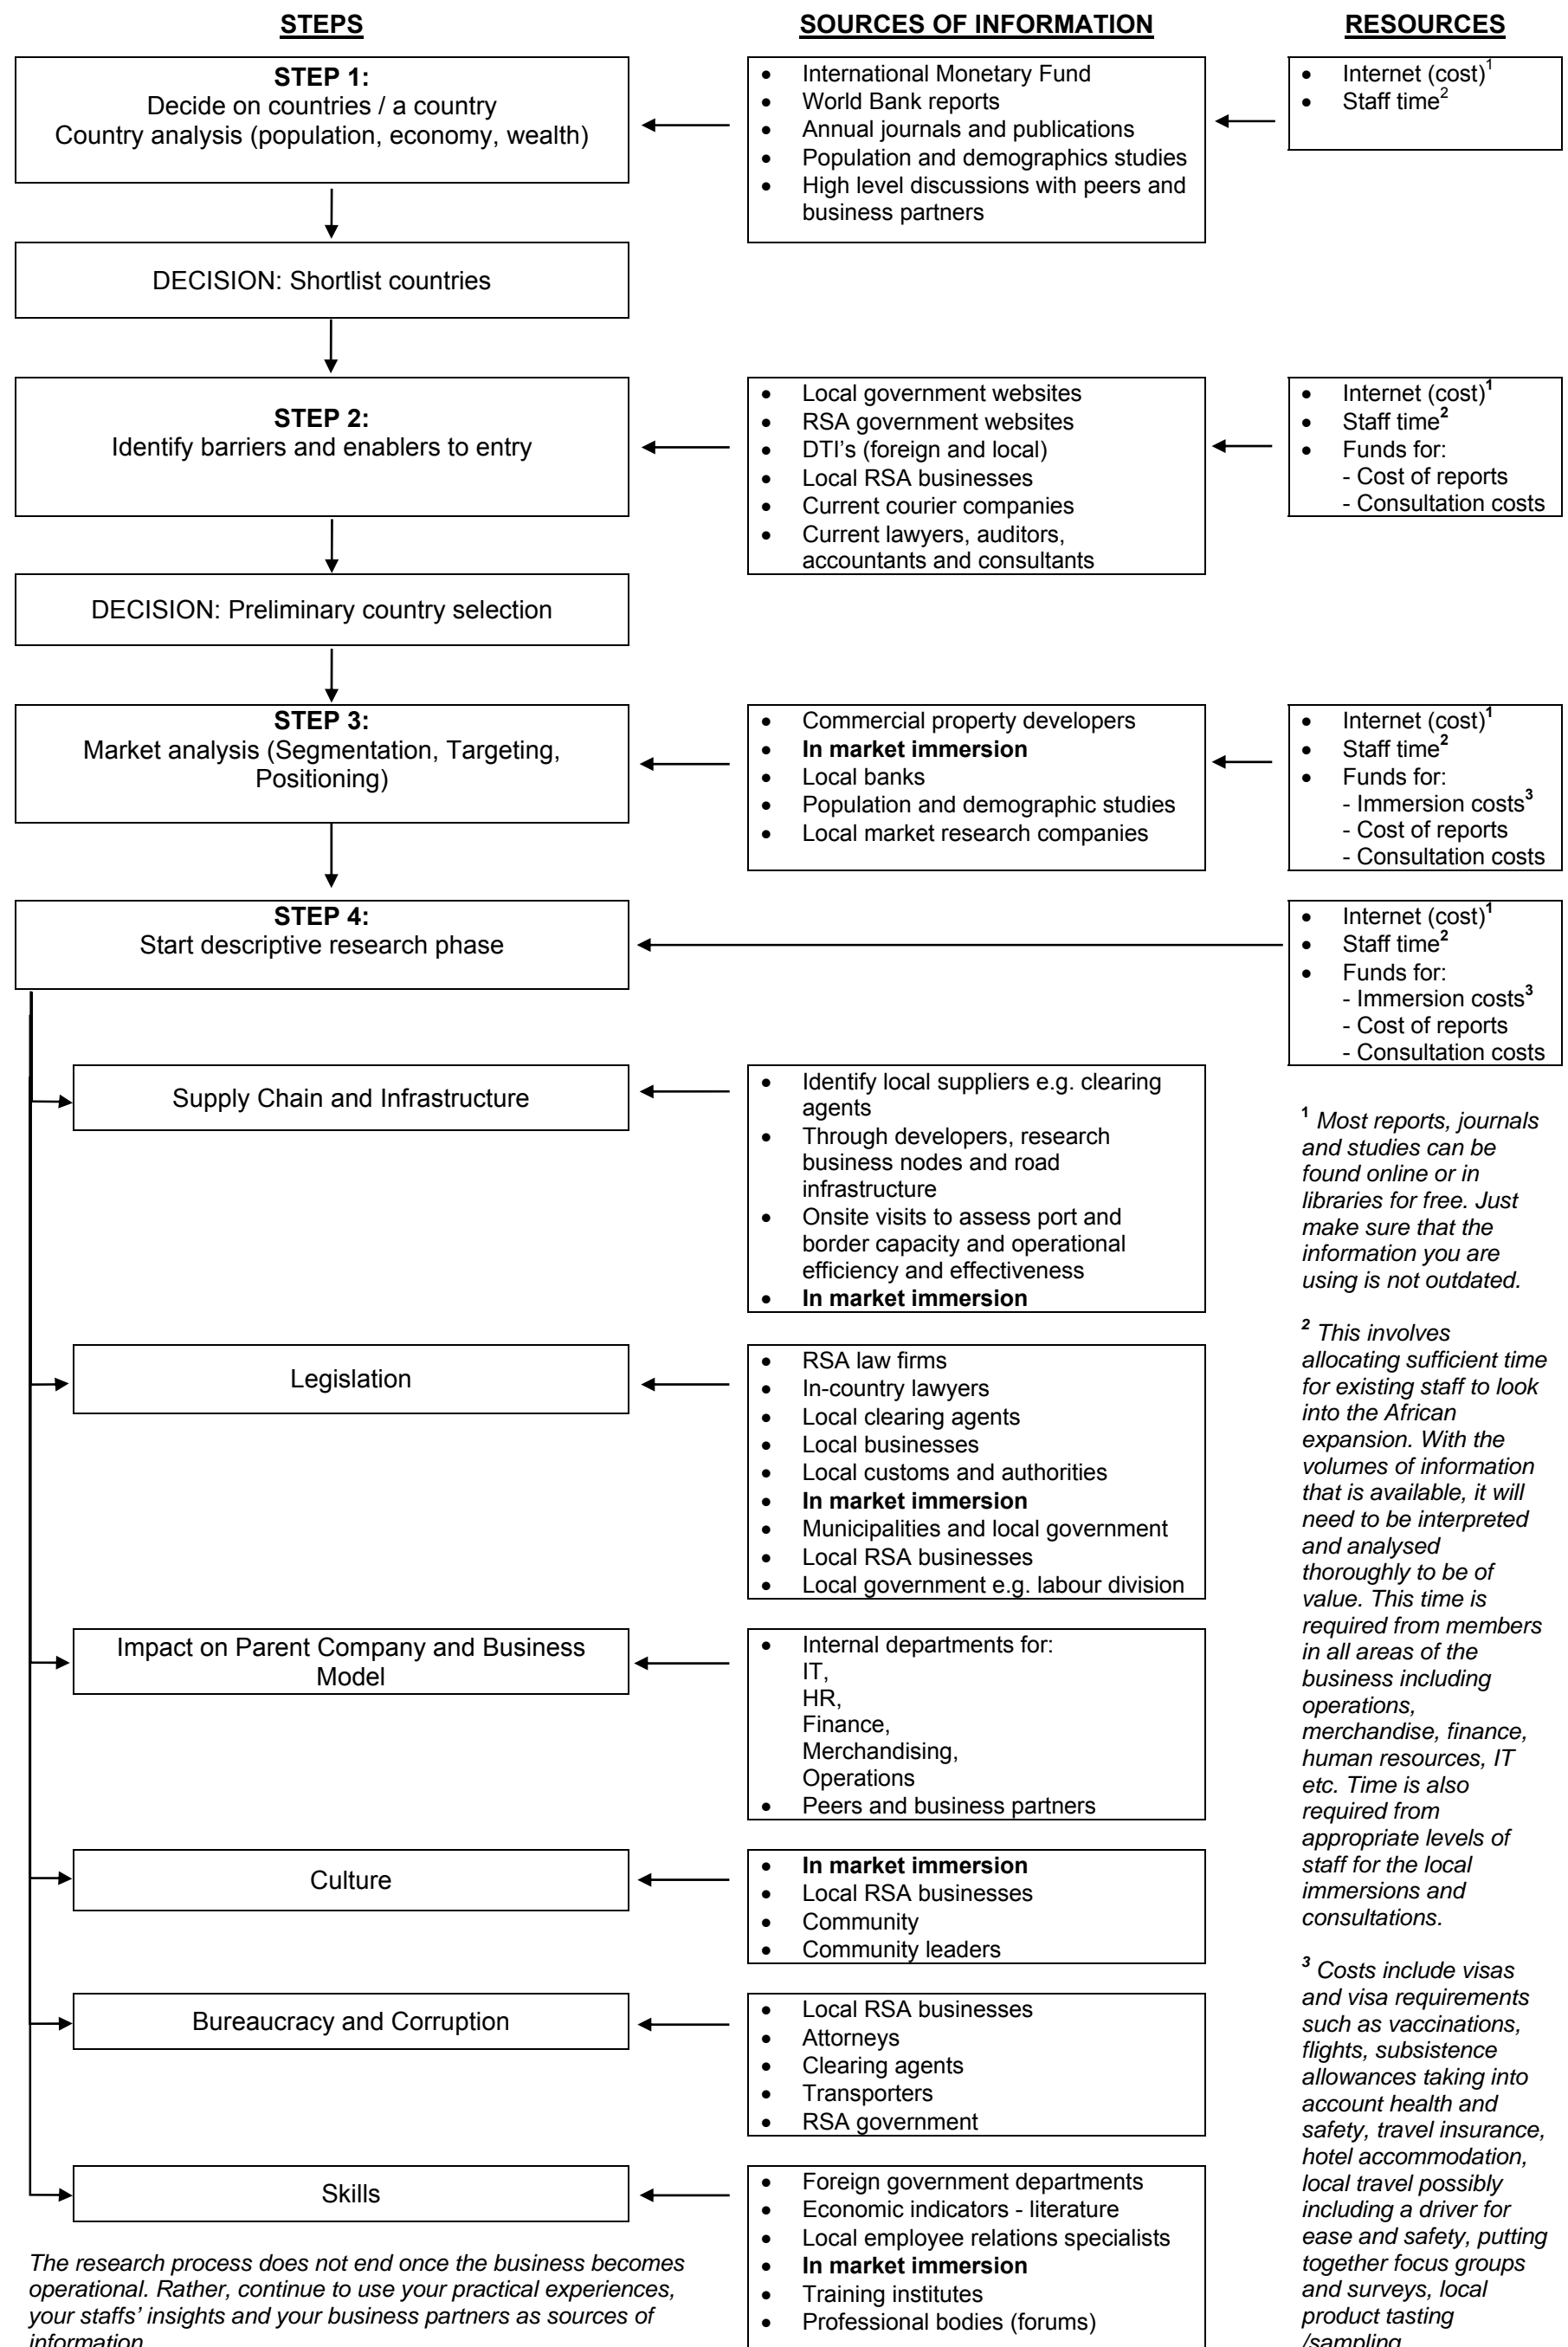 STEPS
SOURCES OF INFORMATION
RESOURCES
STEP 1:
Decide on countries / a country
Country analysis (population, economy, wealth)
• International Monetary Fund
• World Bank reports
• Annual journals and publications
• Population and demographics studies
• High level discussions with peers and
business partners
• Internet (cost)1
• Staff time2
DECISION: Shortlist countries
STEP 2:
Identify barriers and enablers to entry
• Local government websites
• RSA government websites
• DTI's (foreign and local)
• Local RSA businesses
• Current courier companies
• Current lawyers, auditors,
accountants and consultants
• Internet (cost)1
• Staff time2
• Funds for:
- Cost of reports
- Consultation costs
DECISION: Preliminary country selection
STEP 3:
Market analysis (Segmentation, Targeting,
Positioning)
• Commercial property developers
• In market immersion
• Local banks
• Population and demographic studies
• Local market research companies
• Internet (cost)1
• Staff time2
• Funds for:
- Immersion costs3
- Cost of reports
- Consultation costs
STEP 4:
Start descriptive research phase
• Internet (cost)1
• Staff time2
• Funds for:
- Immersion costs3
- Cost of reports
- Consultation costs
Supply Chain and Infrastructure
• Identify local suppliers e.g. clearing
agents
• Through developers, research
business nodes and road
infrastructure
• Onsite visits to assess port and
border capacity and operational
efficiency and effectiveness
• In market immersion
Legislation
• RSA law firms
• In-country lawyers
• Local clearing agents
• Local businesses
• Local customs and authorities
• In market immersion
• Municipalities and local government
• Local RSA businesses
• Local government e.g. labour division
Impact on Parent Company and Business
Model
• Internal departments for:
IT,
HR,
Finance,
Merchandising,
Operations
• Peers and business partners
Culture
• In market immersion
• Local RSA businesses
• Community
• Community leaders
Bureaucracy and Corruption
• Local RSA businesses
• Attorneys
• Clearing agents
• Transporters
• RSA government
Skills
• Foreign government departments
• Economic indicators - literature
• Local employee relations specialists
• In market immersion
• Training institutes
• Professional bodies (forums)
The research process does not end once the business becomes
operational. Rather, continue to use your practical experiences,
your staffs' insights and your business partners as sources of
information
1 Most reports, journals
and studies can be
found online or in
libraries for free. Just
make sure that the
information you are
using is not outdated.
2 This involves
allocating sufficient time
for existing staff to look
into the African
expansion. With the
volumes of information
that is available, it will
need to be interpreted
and analysed
thoroughly to be of
value. This time is
required from members
in all areas of the
business including
operations,
merchandise, finance,
human resources, IT
etc. Time is also
required from
appropriate levels of
staff for the local
immersions and
consultations.
3 Costs include visas
and visa requirements
such as vaccinations,
flights, subsistence
allowances taking into
account health and
safety, travel insurance,
hotel accommodation,
local travel possibly
including a driver for
ease and safety, putting
together focus groups
and surveys, local
product tasting
/sampling